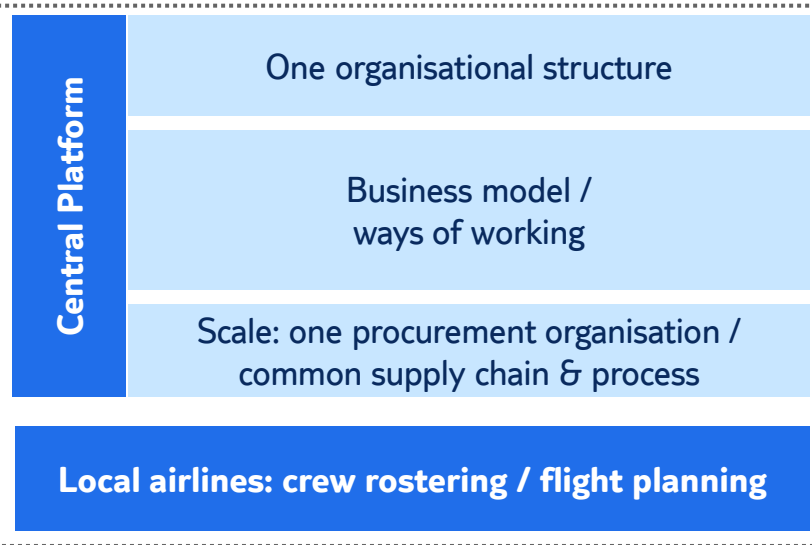 Central Platform
One organisational structure
Business model /
ways of working
Scale: one procurement organisation /
common supply chain & process
Local airlines: crew rostering / flight planning